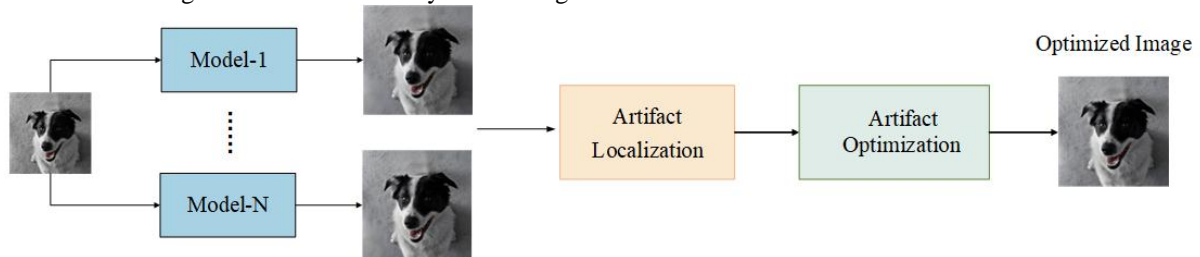 Model-1
Model-N
Artifact
Localization
Artifact
Optimization
Optimized Image